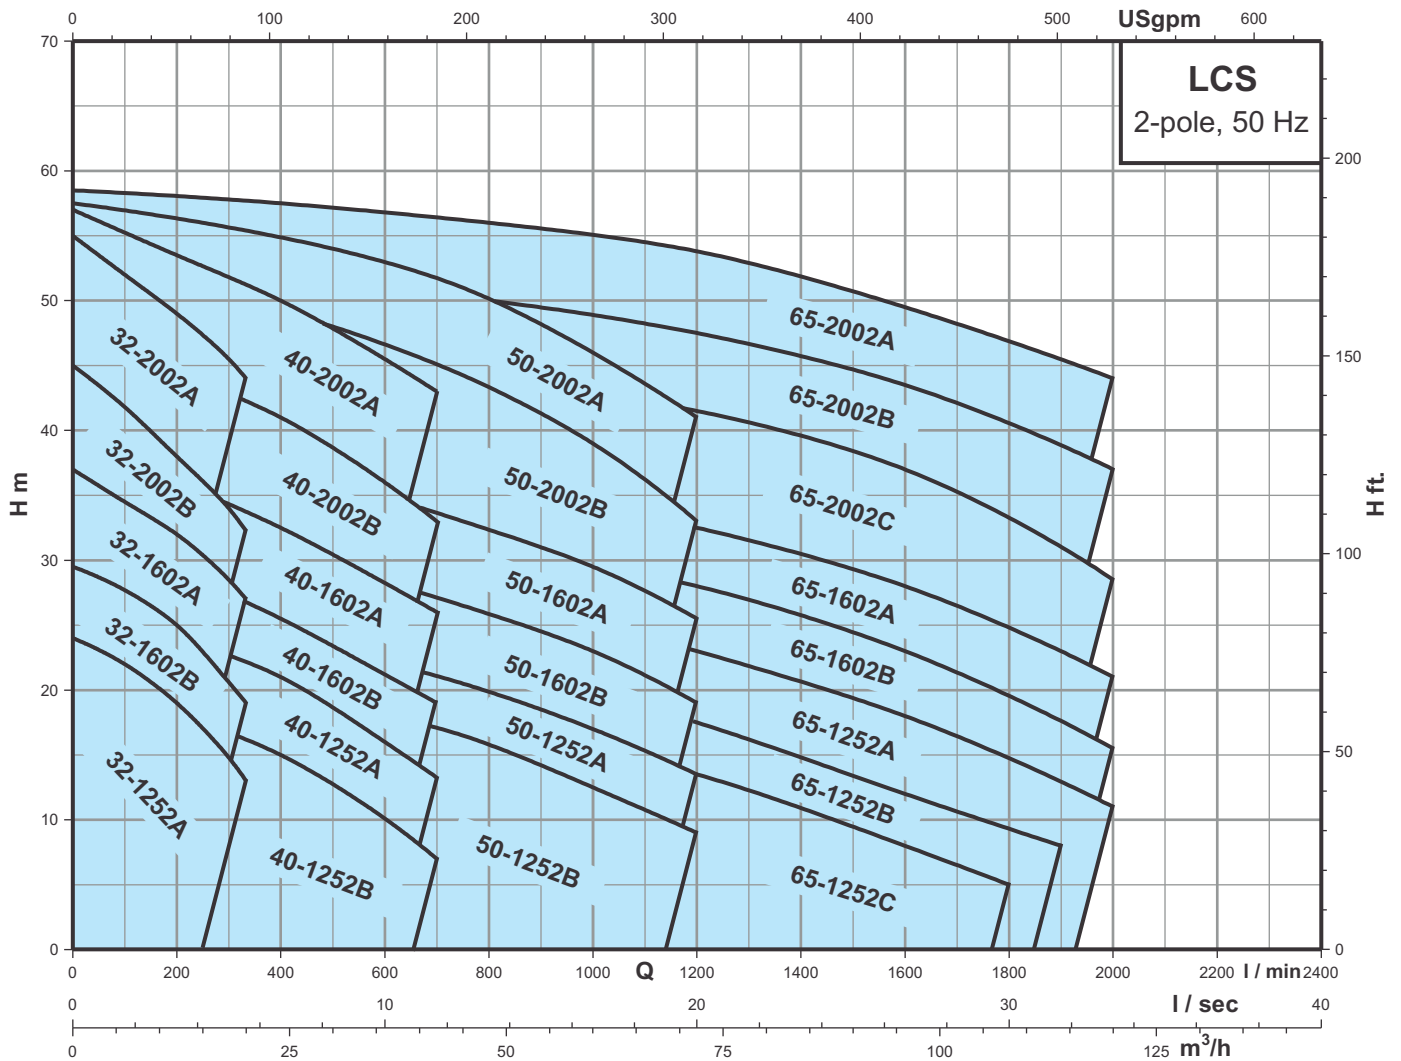 0 100 200 300 400 500 USgpm 600
70
LCS
2-pole, 50 Hz
60
200
50
65-2002A
32-2002A
40-2002A
50-2002A
150
65-2002B
40
32-2002B
40-2002B
50-2002B
65-2002C
H m
H ft.
30
100
32-1602A
40-1602A
50-1602A
65-1602A
32-1602B
40-1602B
50-1602B
65-1602B
20
40-1252A
50-1252A
65-1252A
50
32-1252A
65-1252B
10
40-1252B
50-1252B
65-1252C
0
0
0 200 400 600 800 1000 Q 1200 1400 1600 1800 2000 2200 l / min 2400
0 10 20 30 l / sec 40
0 25 50 75 100 125 m³/h